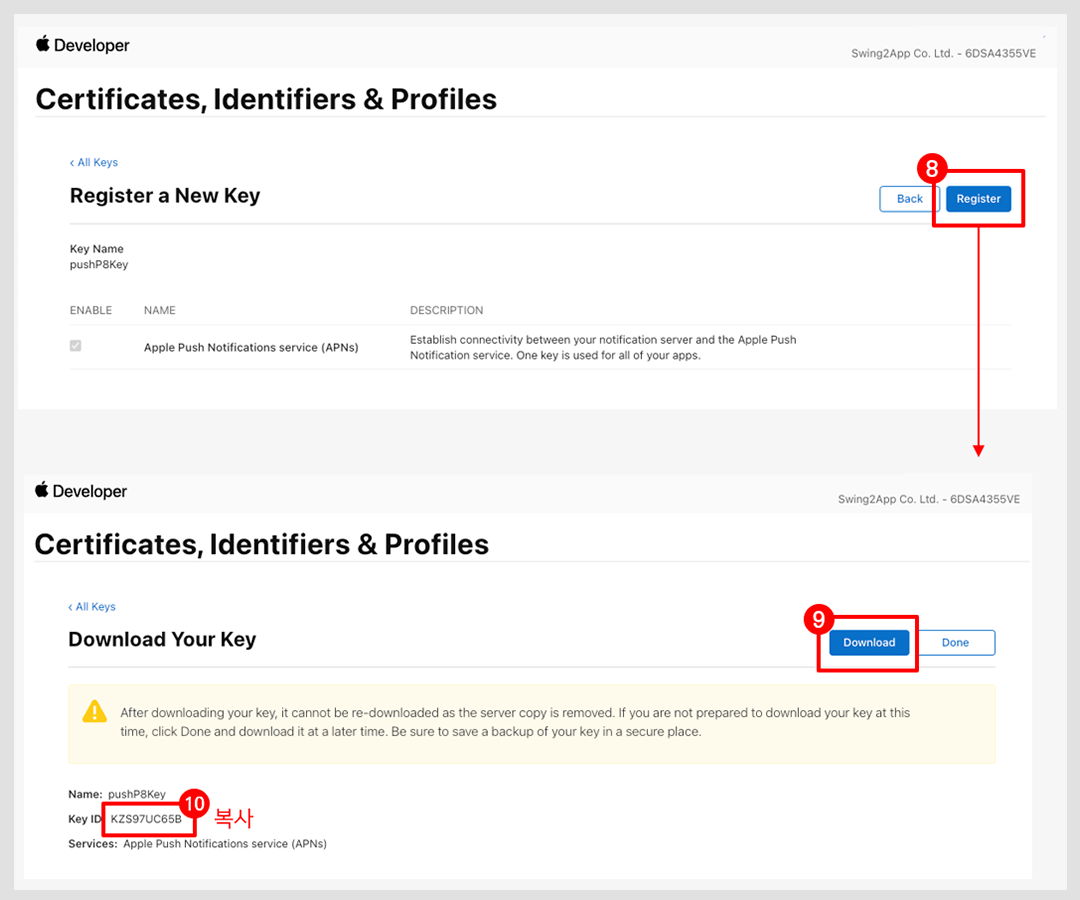 Developer
Swing2App Co. Ltd. - 6DSA4355VE
Certificates, Identifiers & Profiles
‹ All Keys
Register a New Key
8
Back
Register
Key Name
pushP8Key
ENABLE NAME DESCRIPTION
Apple Push Notifications service (APNs)
Establish connectivity between your notification server and the Apple Push
Notification service. One key is used for all of your apps.
Developer
Swing2App Co. Ltd. - 6DSA4355VE
Certificates, Identifiers & Profiles
‹ All Keys
Download Your Key
9
Download
Done
After downloading your key, it cannot be re-downloaded as the server copy is removed. If you are not prepared to download your key at this
time, click Done and download it at a later time. Be sure to save a backup of your key in a secure place.
Name: pushP8Key
10
Key ID KZS97UC65B 복사
Services: Apple Push Notifications service (APNs)